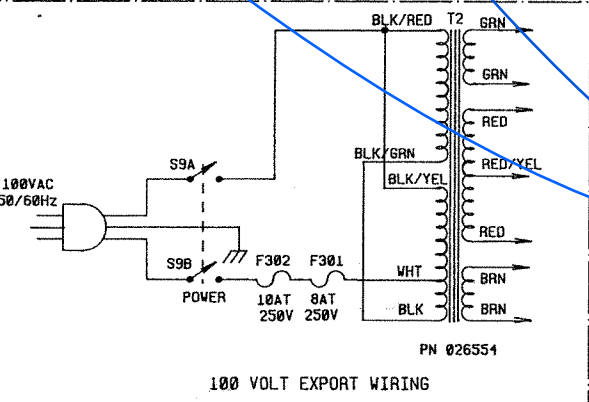 BLK/RED
T2
GRN
GRN
RED
BLK/GRN
S9A
RED/YEL
BLK/YEL
100VAC
50/60Hz
RED
S9B
F302
F301
WHT
BRN
POWER
10AT
8AT
250V
250V
BLK
BRN
PN 026554
100 VOLT EXPORT WIRING